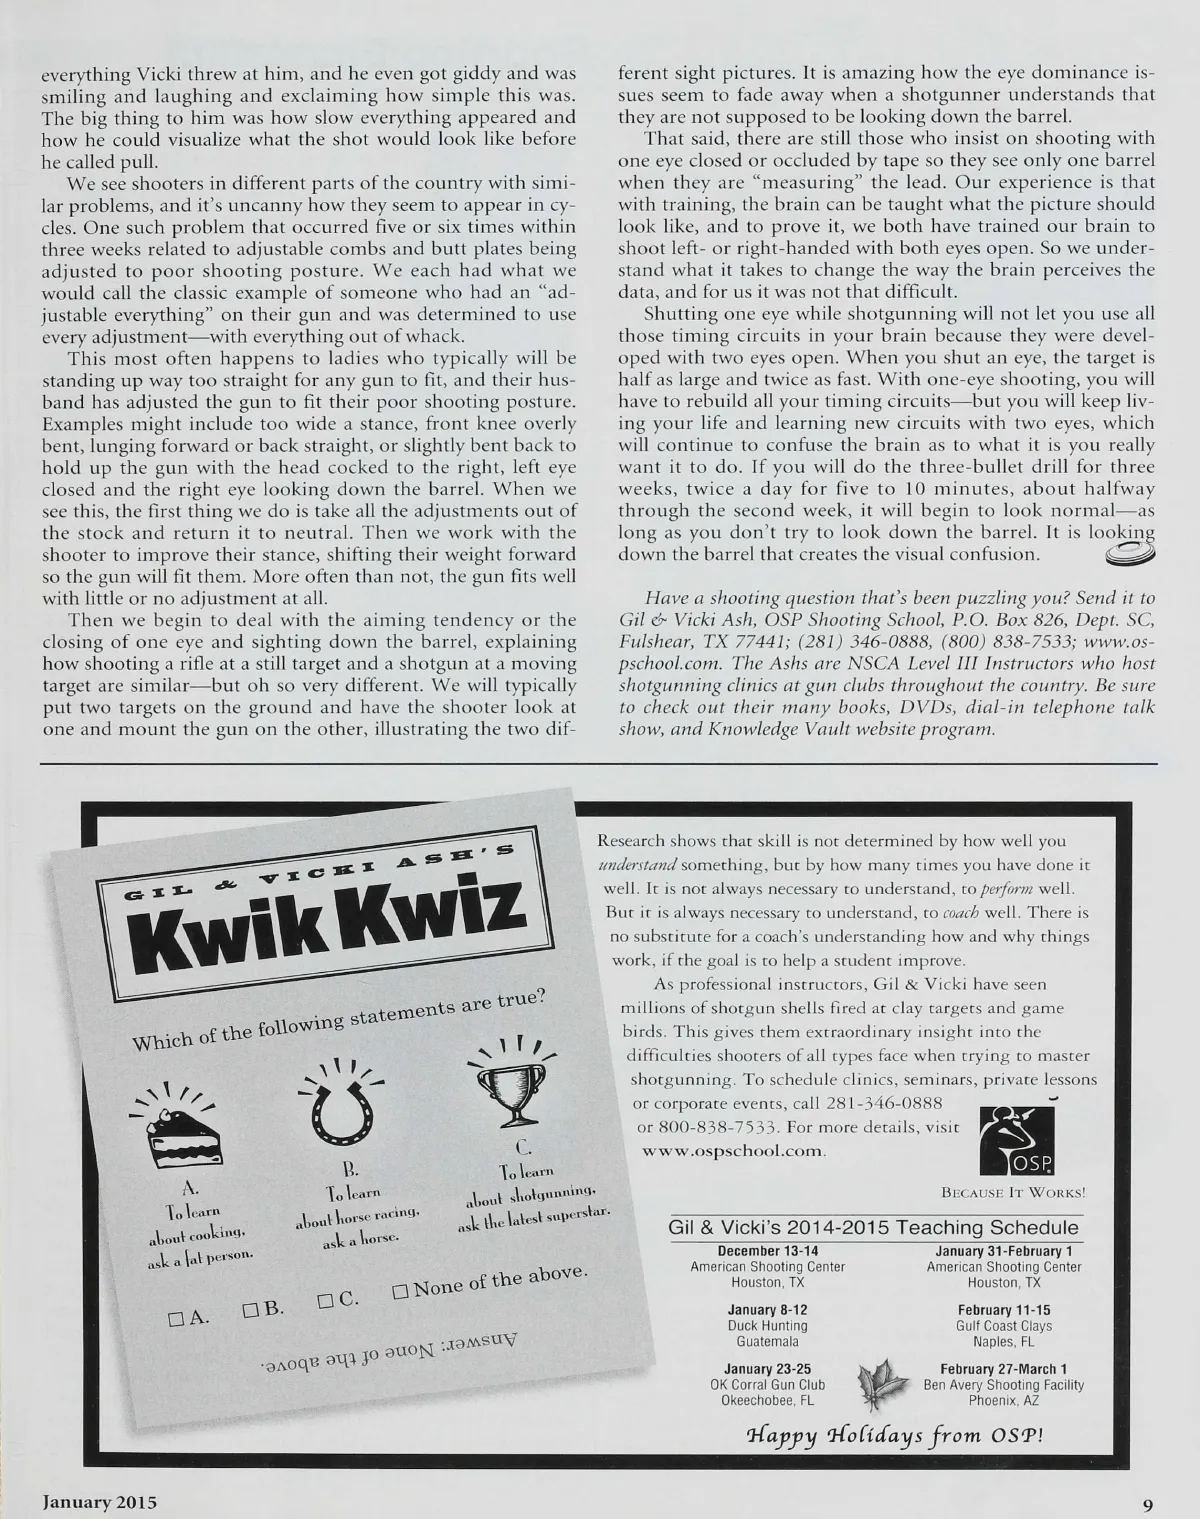 everything Vicki threw at him, and he even got giddy and was
smiling and laughing and exclaiming how simple this was.
The big thing to him was how slow everything appeared and
how he could visualize what the shot would look like before
he called pull.
We see shooters in different parts of the country with simi-
lar problems, and it's uncanny how they seem to appear in cy-
cles. One such problem that occurred five or six times within
three weeks related to adjustable combs and butt plates being
adjusted to poor shooting posture. We each had what we
would call the classic example of someone who had an "ad-
justable everything" on their gun and was determined to use
every adjustment—with everything out of whack.
This most often happens to ladies who typically will be
standing up way too straight for any gun to fit, and their hus-
band has adjusted the gun to fit their poor shooting posture.
Examples might include too wide a stance, front knee overly
bent, lunging forward or back straight, or slightly bent back to
hold up the gun with the head cocked to the right, left eye
closed and the right eye looking down the barrel. When we
see this, the first thing we do is take all the adjustments out of
the stock and return it to neutral. Then we work with the
shooter to improve their stance, shifting their weight forward
so the gun will fit them. More often than not, the gun fits well
with little or no adjustment at all.
Then we begin to deal with the aiming tendency or the
closing of one eye and sighting down the barrel, explaining
how shooting a rifle at a still target and a shotgun at a moving
target are similar—but oh so very different. We will typically
put two targets on the ground and have the shooter look at
one and mount the gun on the other, illustrating the two dif-
ferent sight pictures. It is amazing how the eye dominance is-
sues seem to fade away when a shotgunner understands that
they are not supposed to be looking down the barrel.
That said, there are still those who insist on shooting with
one eye closed or occluded by tape so they see only one barrel
when they are "measuring" the lead. Our experience is that
with training, the brain can be taught what the picture should
look like, and to prove it, we both have trained our brain to
shoot left- or right-handed with both eyes open. So we under-
stand what it takes to change the way the brain perceives the
data, and for us it was not that difficult.
Shutting one eye while shotgunning will not let you use all
those timing circuits in your brain because they were devel-
oped with two eyes open. When you shut an eye, the target is
half as large and twice as fast. With one-eye shooting, you will
have to rebuild all your timing circuits—but you will keep liv-
ing your life and learning new circuits with two eyes, which
will continue to confuse the brain as to what it is you really
want it to do. If you will do the three-bullet drill for three
weeks, twice a day for five to 10 minutes, about halfway
through the second week, it will begin to look normal—as
long as you don't try to look down the barrel. It is looking
down the barrel that creates the visual confusion.
Have a shooting question that's been puzzling you? Send it to
Gil & Vicki Ash, OSP Shooting School, P.O. Box 826, Dept. SC,
Fulshear, TX 77441; (281) 346-0888, (800) 838-7533; www.os-
pschool.com. The Ashs are NSCA Level III Instructors who host
shotgunning clinics at gun clubs throughout the country. Be sure
to check out their many books, DVDs, dial-in telephone talk
show, and Knowledge Vault website program.
GIL & VICKI ASH'S
Kwik Kwiz
Which of the following statements are true?
A.
To learn
about cooking,
ask a fat person.
B.
To learn
about horse racing,
ask a horse.
C.
To learn
about shotgunning,
ask the latest superstar.
□ A. □ B. □ C. □ None of the above.
Answer: None of the above.
Research shows that skill is not determined by how well you
understand something, but by how many times you have done it
well. It is not always necessary to understand, to perform well.
But it is always necessary to understand, to coach well. There is
no substitute for a coach's understanding how and why things
work, if the goal is to help a student improve.
As professional instructors, Gil & Vicki have seen
millions of shotgun shells fired at clay targets and game
birds. This gives them extraordinary insight into the
difficulties shooters of all types face when trying to master
shotgunning. To schedule clinics, seminars, private lessons
or corporate events, call 281-346-0888
or 800-838-7533. For more details, visit
www.ospschool.com.
OSP
BECAUSE IT WORKS!
Gil & Vicki's 2014-2015 Teaching Schedule
December 13-14
American Shooting Center
Houston, TX
January 8-12
Duck Hunting
Guatemala
January 23-25
OK Corral Gun Club
Okeechobee, FL
January 31-February 1
American Shooting Center
Houston, TX
February 11-15
Gulf Coast Clays
Naples, FL
February 27-March 1
Ben Avery Shooting Facility
Phoenix, AZ
Happy Holidays from OSP!
January 2015
9